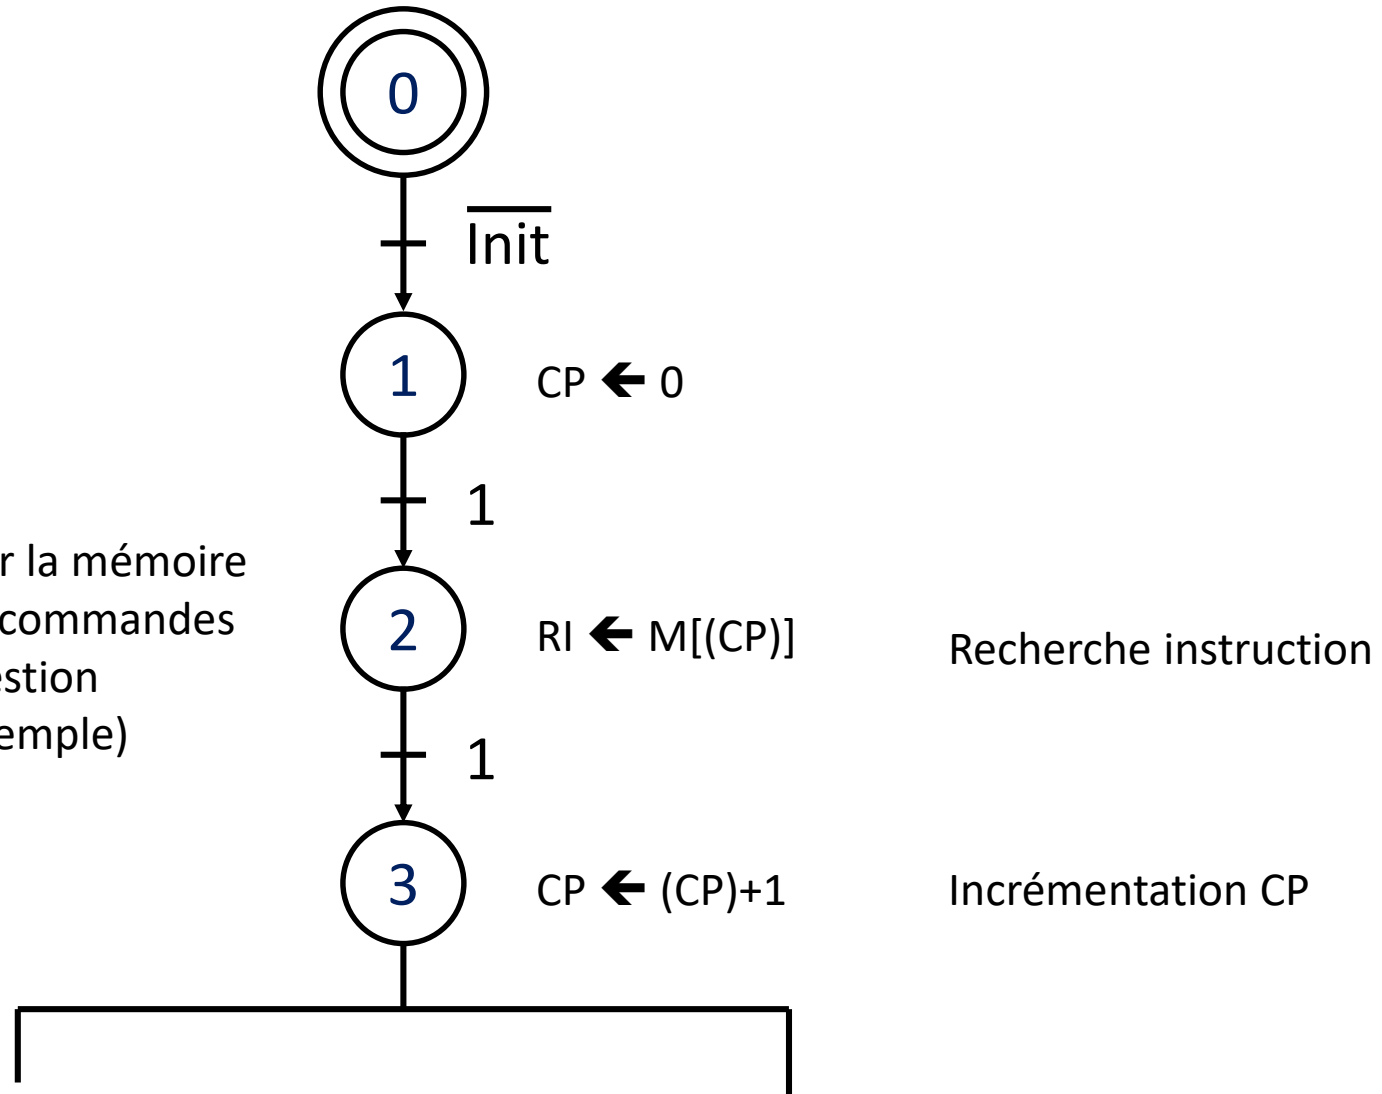 0
I̅n̅i̅t̅
1
CP 🡸 0
1
r la mémoire
commandes
estion
emple)
2
RI 🡸 M[(CP)]
Recherche instruction
1
3
CP 🡸 (CP)+1
Incrémentation CP